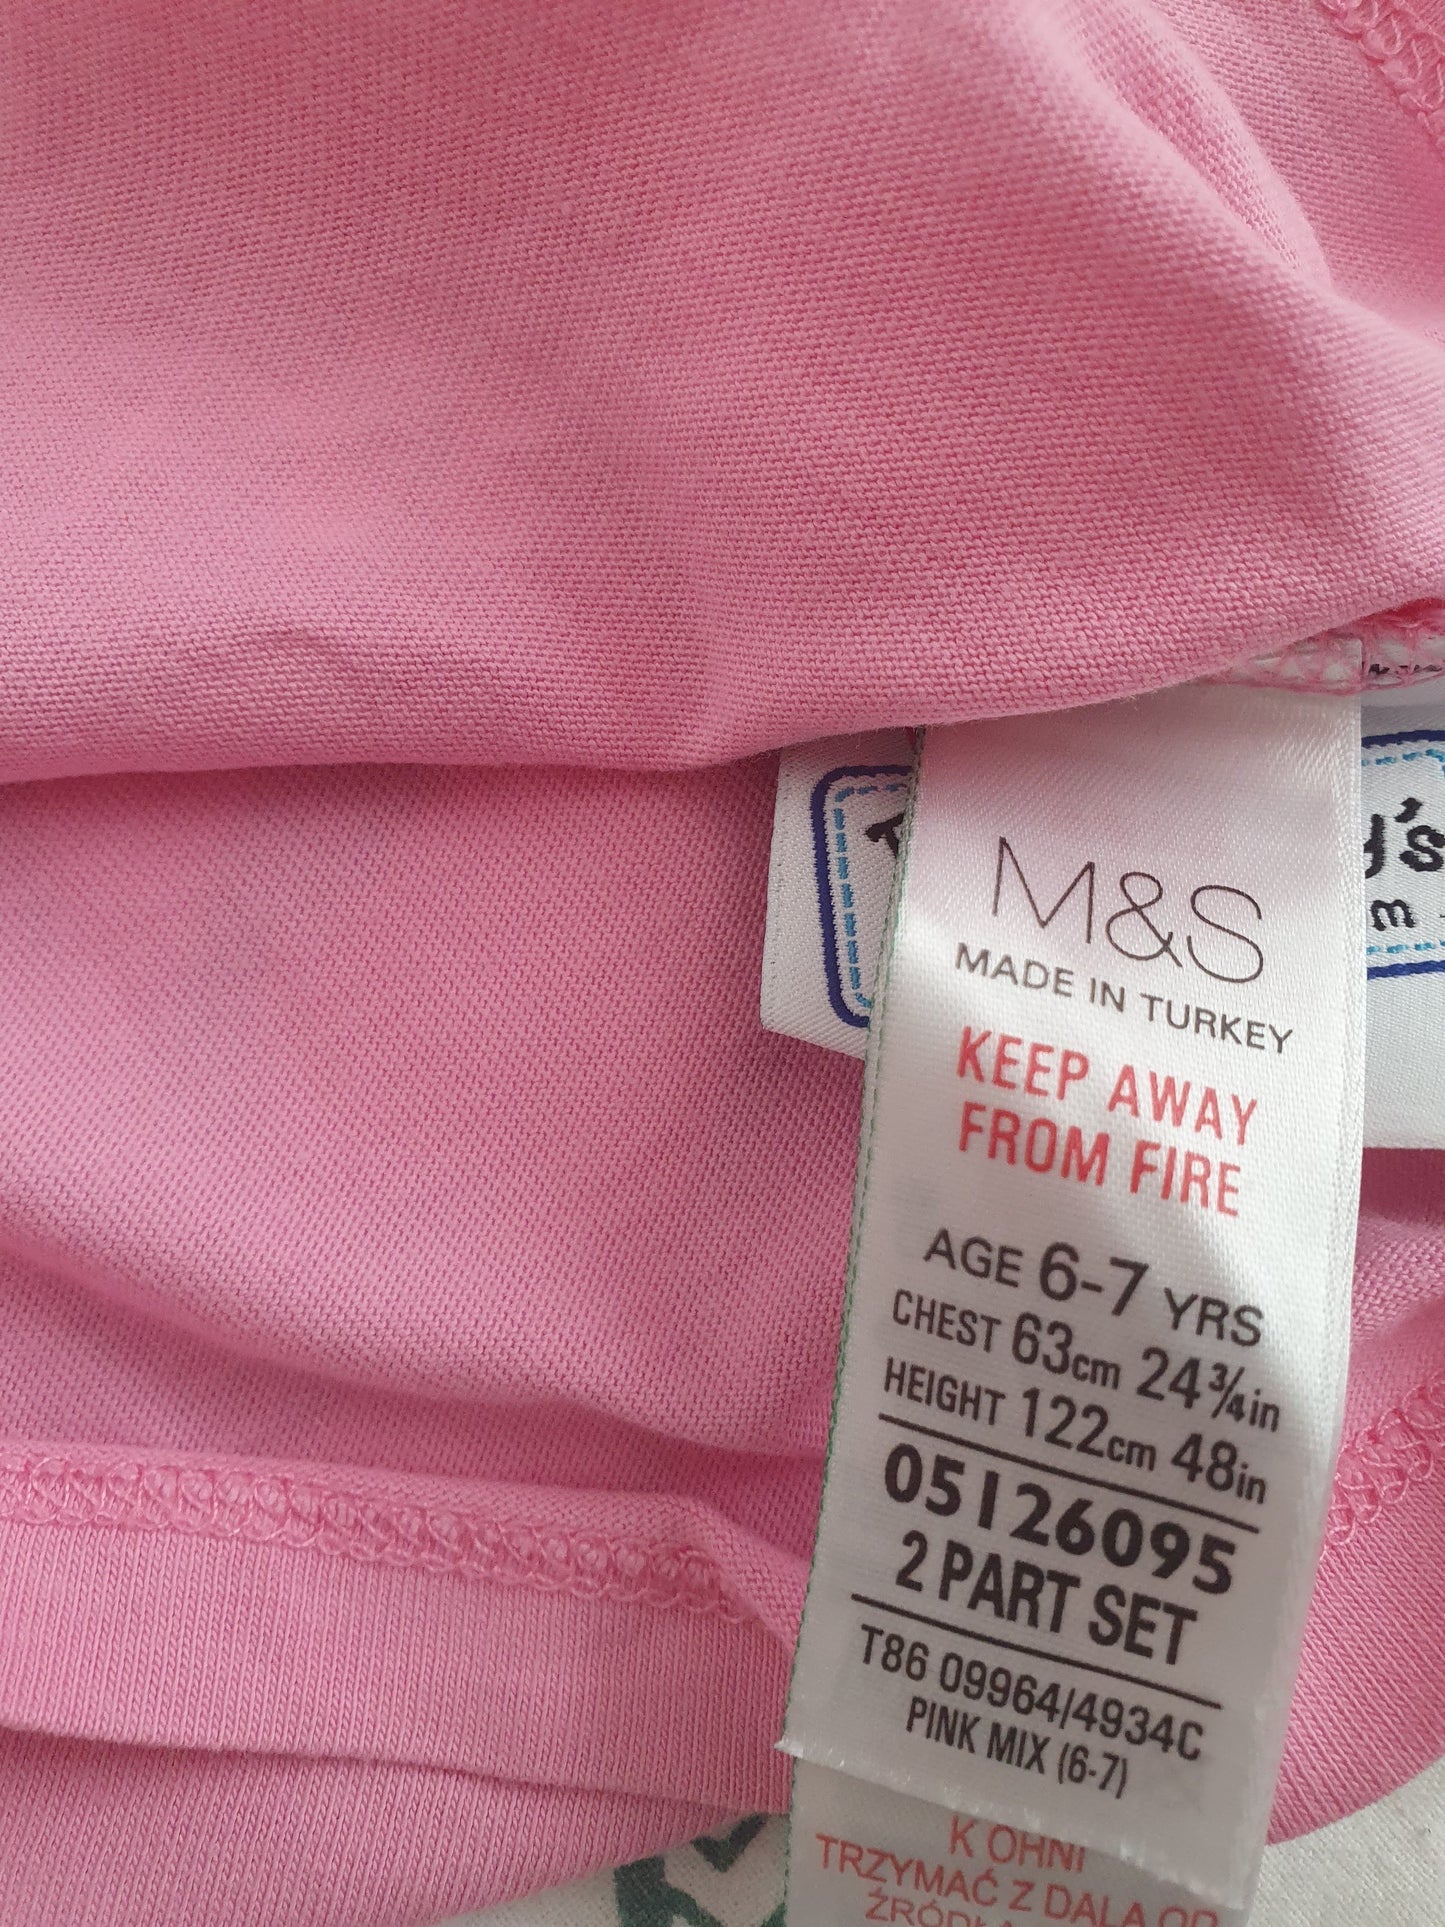 y's
m
M&S
MADE IN TURKEY
KEEP AWAY
FROM FIRE
AGE 6-7 YRS
CHEST 63cm 24¾in
HEIGHT 122cm 48in
05126095
2 PART SET
T86 09964/4934C
PINK MIX (6-7)
K OHNI
TRZYMAĆ Z DALA OD